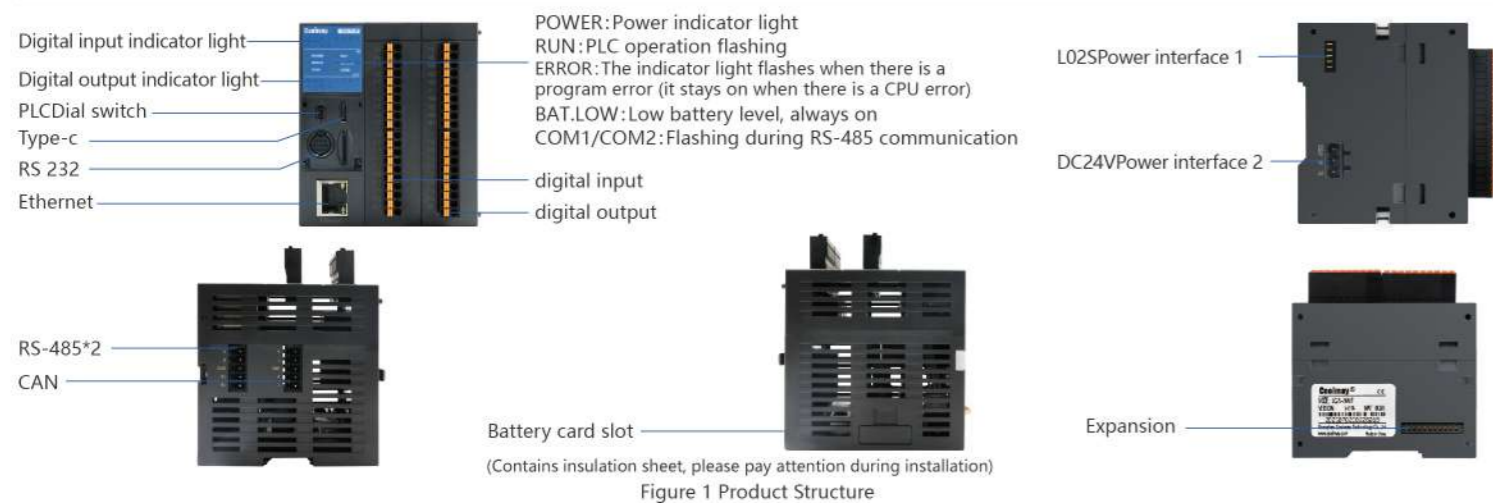 Digital input indicator light
Digital output indicator light
PLCDial switch
Type-c
RS 232
Ethernet
Coolmay
POWER:Power indicator light
RUN:PLC operation flashing
ERROR:The indicator light flashes when there is a
program error (it stays on when there is a CPU error)
BAT.LOW:Low battery level, always on
COM1/COM2:Flashing during RS-485 communication
digital input
digital output
L02SPower interface 1
DC24VPower interface 2
RS-485*2
CAN
Battery card slot
(Contains insulation sheet, please pay attention during installation)
Expansion
Coolmay®
CE
Figure 1 Product Structure